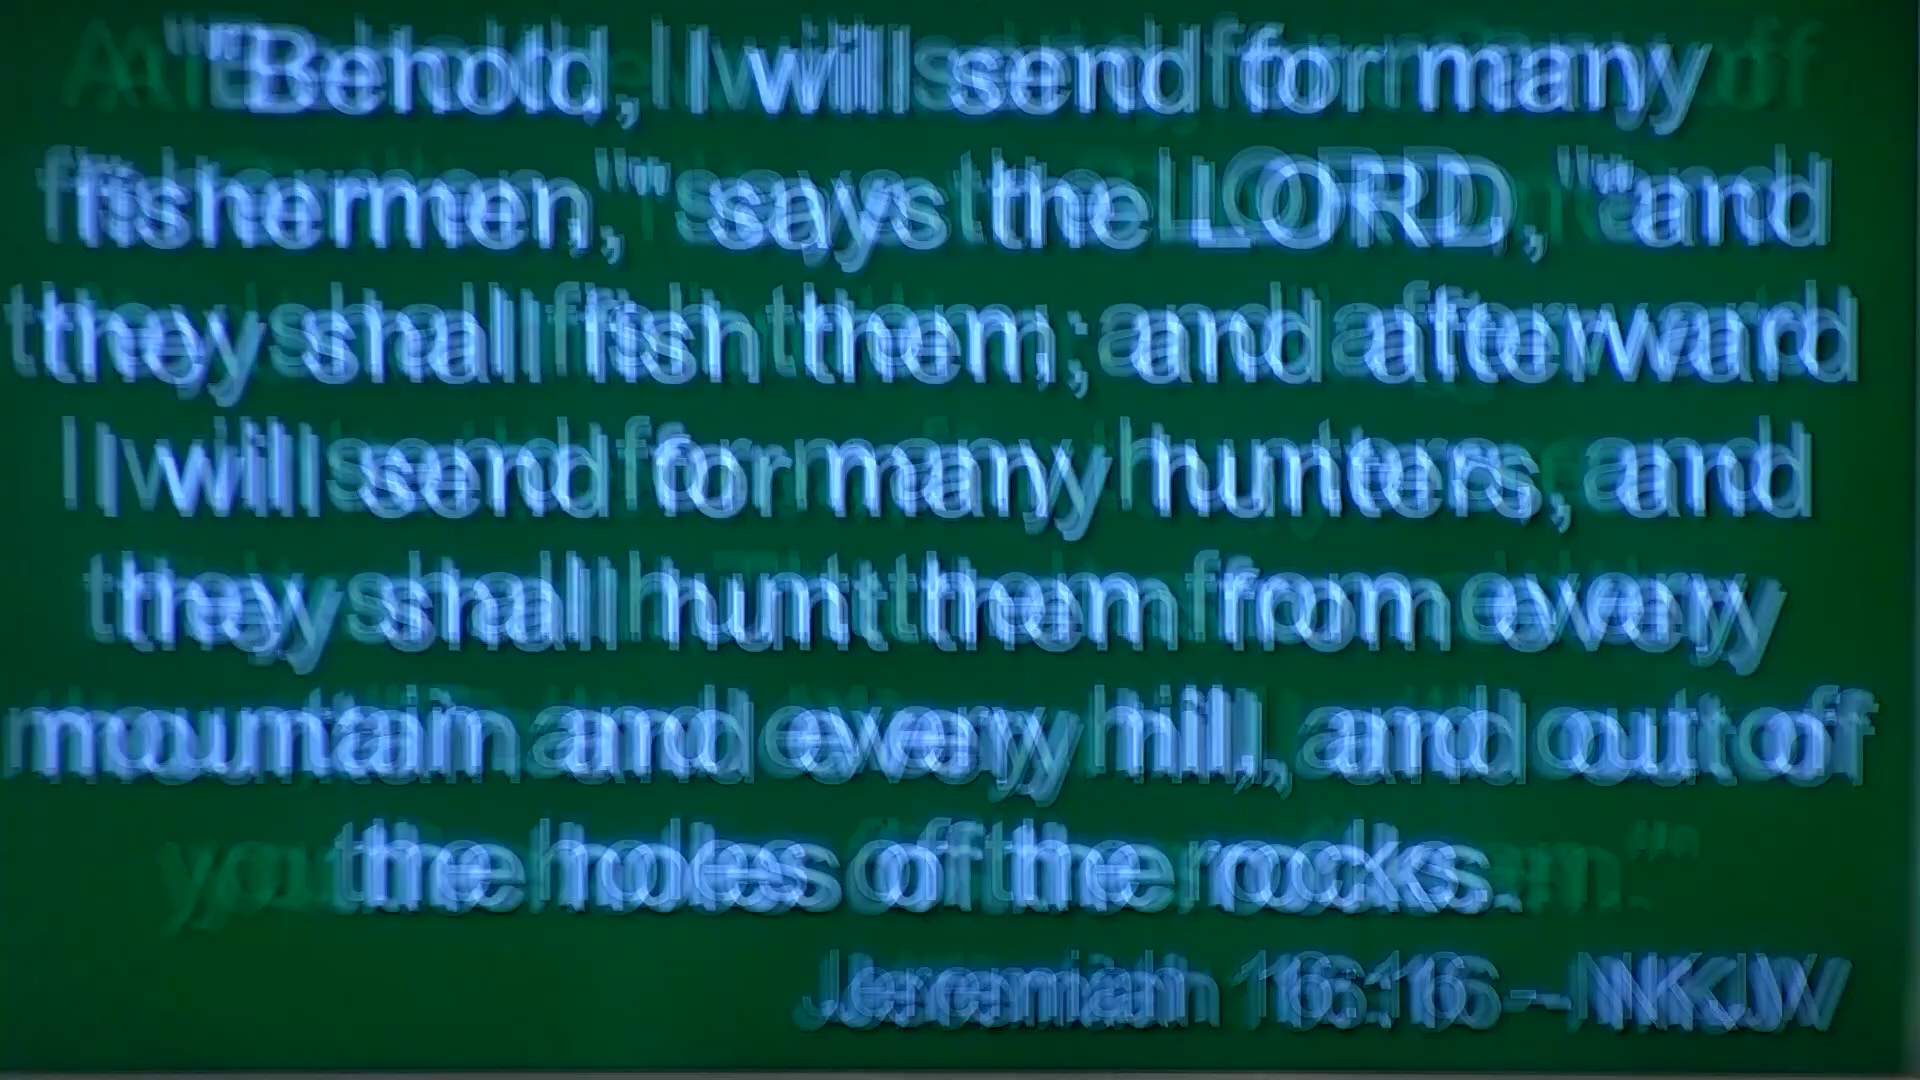 "Behold, I will send for many
fishermen," says the LORD, "and
they shall fish them; and afterward
I will send for many hunters, and
they shall hunt them from every
mountain and every hill, and out of
the holes of the rocks.
Jeremiah 16:16 - NKJV